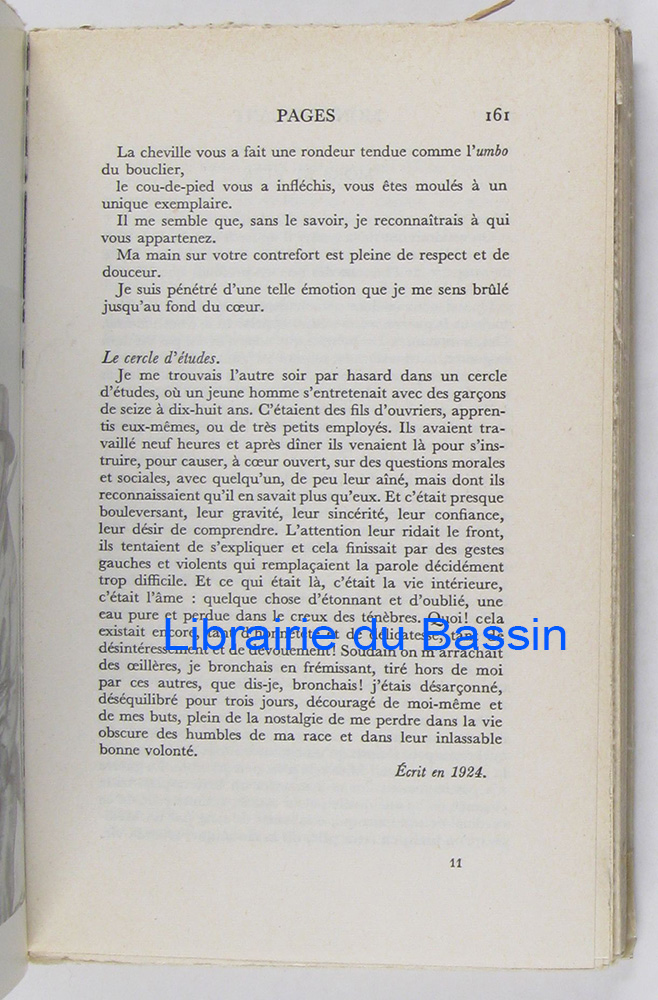 PAGES 161
La cheville vous a fait une rondeur tendue comme l'umbo
du bouclier,
le cou-de-pied vous a infléchis, vous êtes moulés à un
unique exemplaire.
Il me semble que, sans le savoir, je reconnaîtrais à qui
vous appartenez.
Ma main sur votre contrefort est pleine de respect et de
douceur.
Je suis pénétré d'une telle émotion que je me sens brûlé
jusqu'au fond du cœur.
Le cercle d'études.
Je me trouvais l'autre soir par hasard dans un cercle
d'études, où un jeune homme s'entretenait avec des garçons
de seize à dix-huit ans. C'étaient des fils d'ouvriers, appren-
tis eux-mêmes, ou de très petits employés. Ils avaient tra-
vaillé neuf heures et après dîner ils venaient là pour s'ins-
truire, pour causer, à cœur ouvert, sur des questions morales
et sociales, avec quelqu'un, de peu leur aîné, mais dont ils
reconnaissaient qu'il en savait plus qu'eux. Et c'était presque
bouleversant, leur gravité, leur sincérité, leur confiance,
leur désir de comprendre. L'attention leur ridait le front,
ils tentaient de s'expliquer et cela finissait par des gestes
gauches et violents qui remplaçaient la parole décidément
trop difficile. Et ce qui était là, c'était la vie intérieure,
c'était l'âme : quelque chose d'étonnant et d'oublié, une
eau pure et perdue dans le creux des ténèbres. Quoi! cela
existait encore, tant d'honnêteté et de délicatesse, tant de
Librairie du Bassin
désintéressement et de dévouement! Soudain on m'arrachait
des œillères, je bronchais en frémissant, tiré hors de moi
par ces autres, que dis-je, bronchais! j'étais désarçonné,
déséquilibré pour trois jours, découragé de moi-même et
de mes buts, plein de la nostalgie de me perdre dans la vie
obscure des humbles de ma race et dans leur inlassable
bonne volonté.
Écrit en 1924.
11